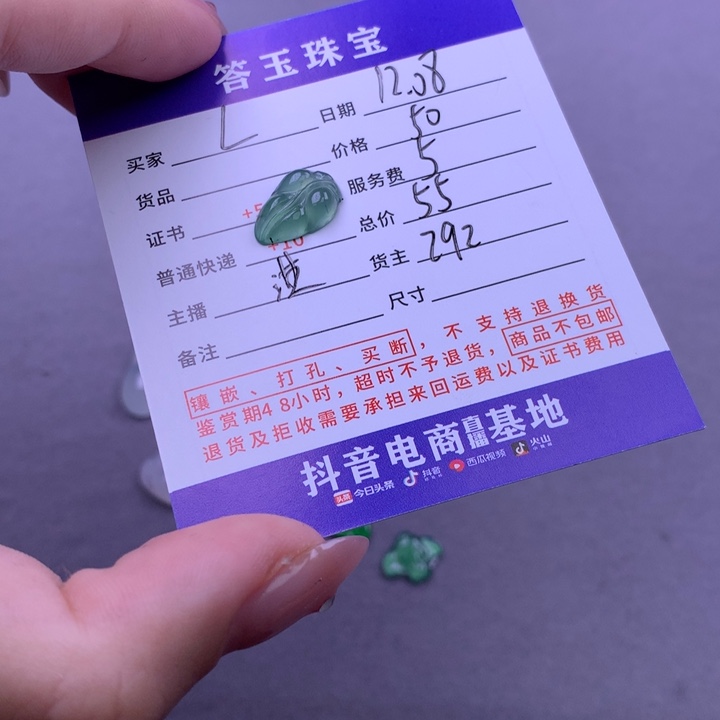 答玉珠宝
买家 L 日期 12.08
货品 价格 50
证书 +5 服务费 5
普通快递 +10 总价 55
主播 货主 292
备注 尺寸
镶嵌、打孔、买断，不支持退换货
鉴赏期48小时，超时不予退货，商品不包邮
退货及拒收需要承担来回运费以及证书费用
抖音电商直播基地
头条 今日头条 抖音 西瓜视频 火山